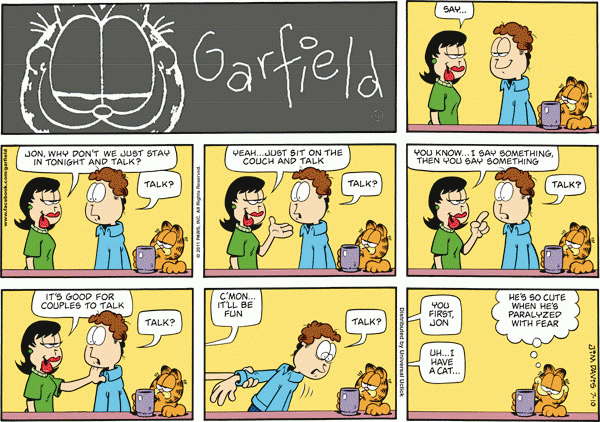 Garfield
SAY...
www.facebook.com/garfield
JON, WHY DON'T WE JUST STAY
IN TONIGHT AND TALK?
TALK?
© 2011 PAWS, INC. All Rights Reserved.
YEAH...JUST SIT ON THE
COUCH AND TALK
TALK?
YOU KNOW...I SAY SOMETHING,
THEN YOU SAY SOMETHING
TALK?
IT'S GOOD FOR
COUPLES TO TALK
TALK?
C'MON...
IT'LL BE
FUN
TALK?
Distributed by Universal Uclick
YOU
FIRST,
JON
UH...I
HAVE
A CAT...
HE'S SO CUTE
WHEN HE'S
PARALYZED
WITH FEAR
JIM DAVIS 7-10